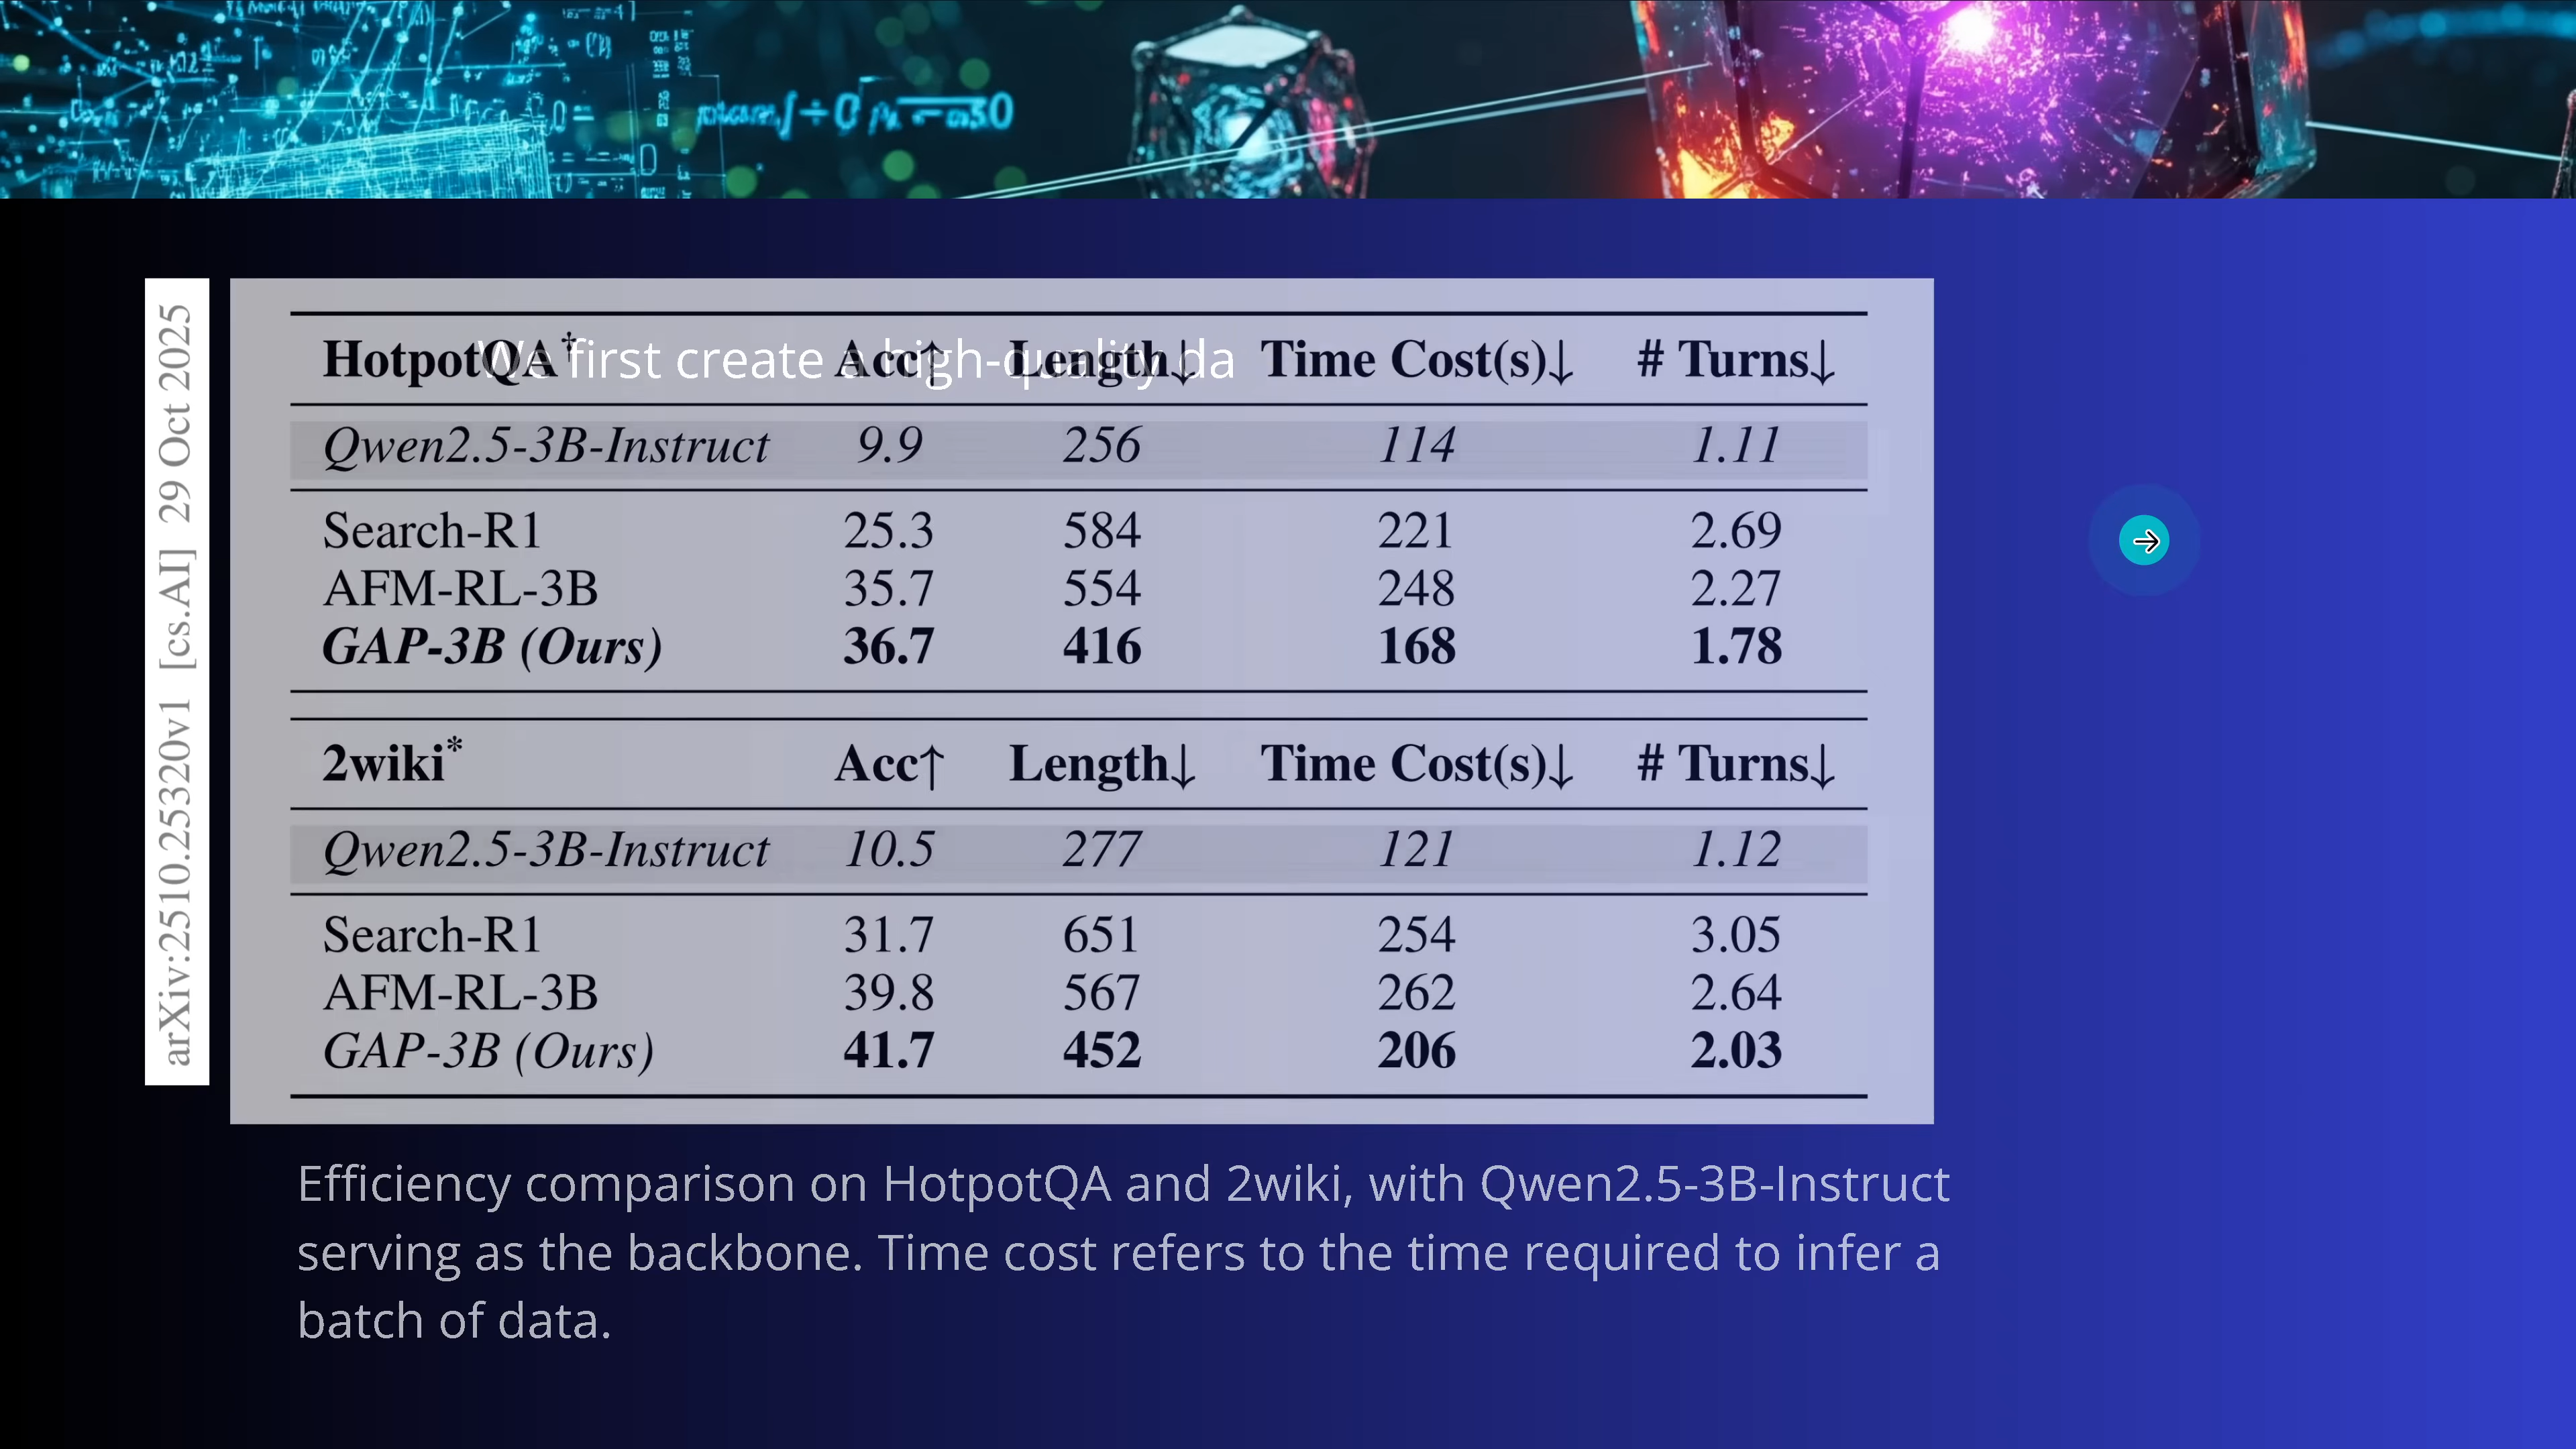 arXiv:2510.25320v1 [cs.AI] 29 Oct 2025
We first create a high-quality da
HotpotQA† Acc↑ Length↓ Time Cost(s)↓ # Turns↓
Qwen2.5-3B-Instruct 9.9 256 114 1.11
Search-R1 25.3 584 221 2.69
AFM-RL-3B 35.7 554 248 2.27
GAP-3B (Ours) 36.7 416 168 1.78
2wiki* Acc↑ Length↓ Time Cost(s)↓ # Turns↓
Qwen2.5-3B-Instruct 10.5 277 121 1.12
Search-R1 31.7 651 254 3.05
AFM-RL-3B 39.8 567 262 2.64
GAP-3B (Ours) 41.7 452 206 2.03
Efficiency comparison on HotpotQA and 2wiki, with Qwen2.5-3B-Instruct
serving as the backbone. Time cost refers to the time required to infer a
batch of data.